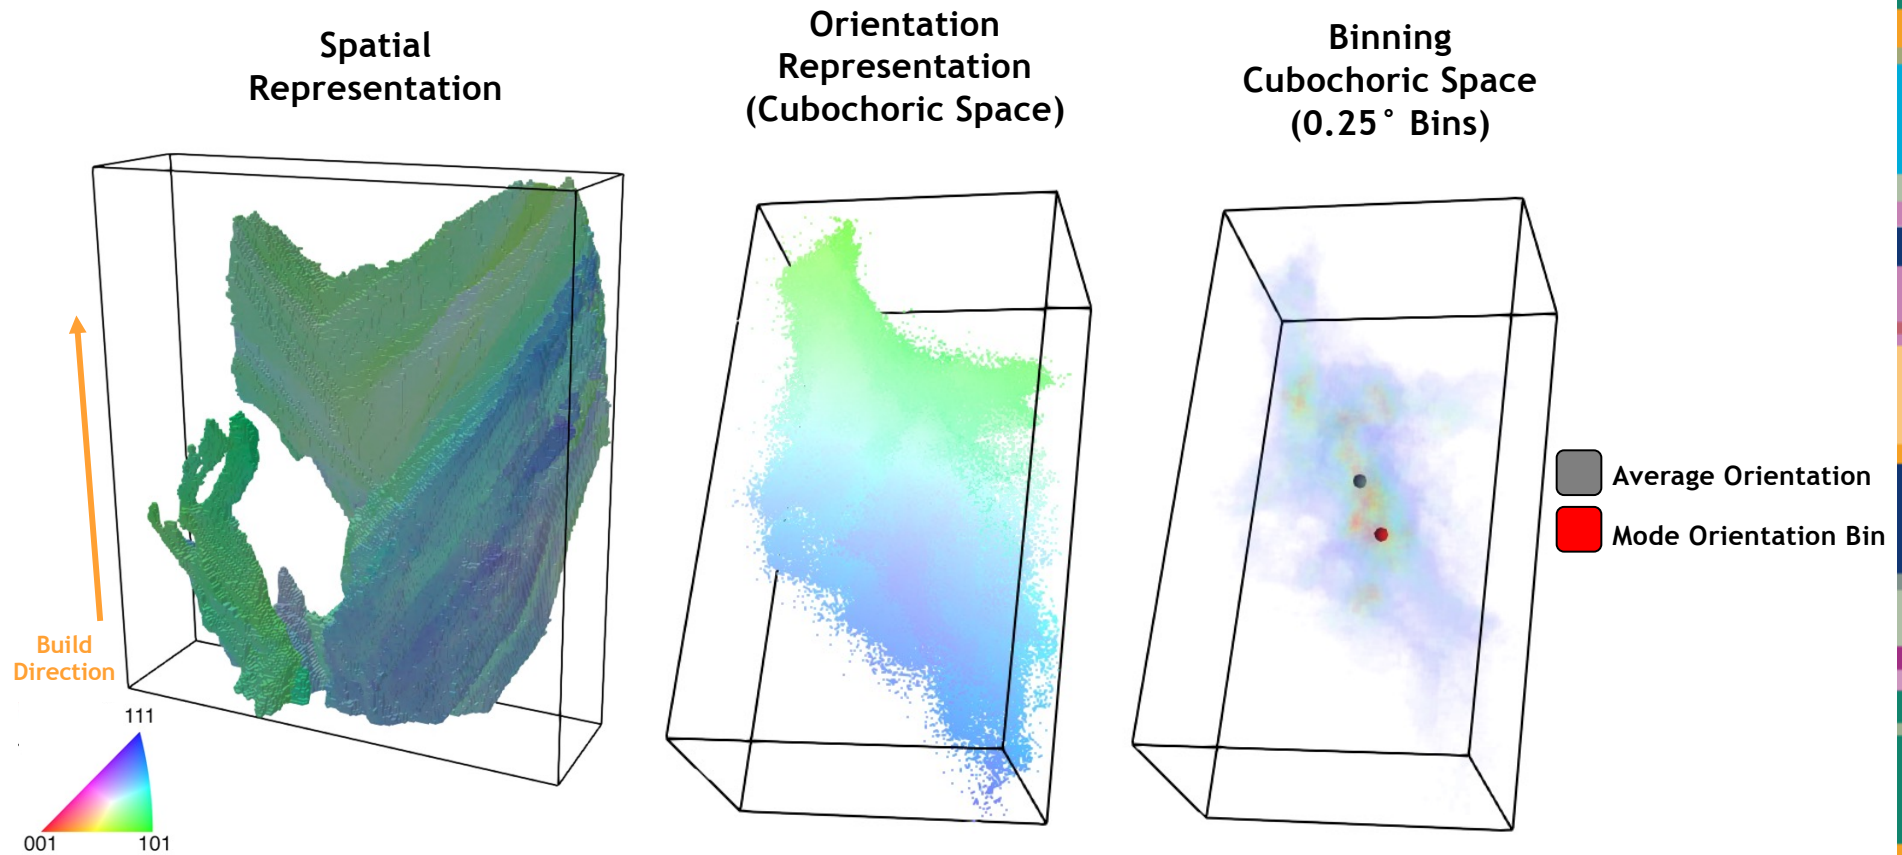 Spatial
Representation
Orientation
Representation
(Cubochoric Space)
Binning
Cubochoric Space
(0.25° Bins)
Average Orientation
Mode Orientation Bin
Build
Direction
111
001
101